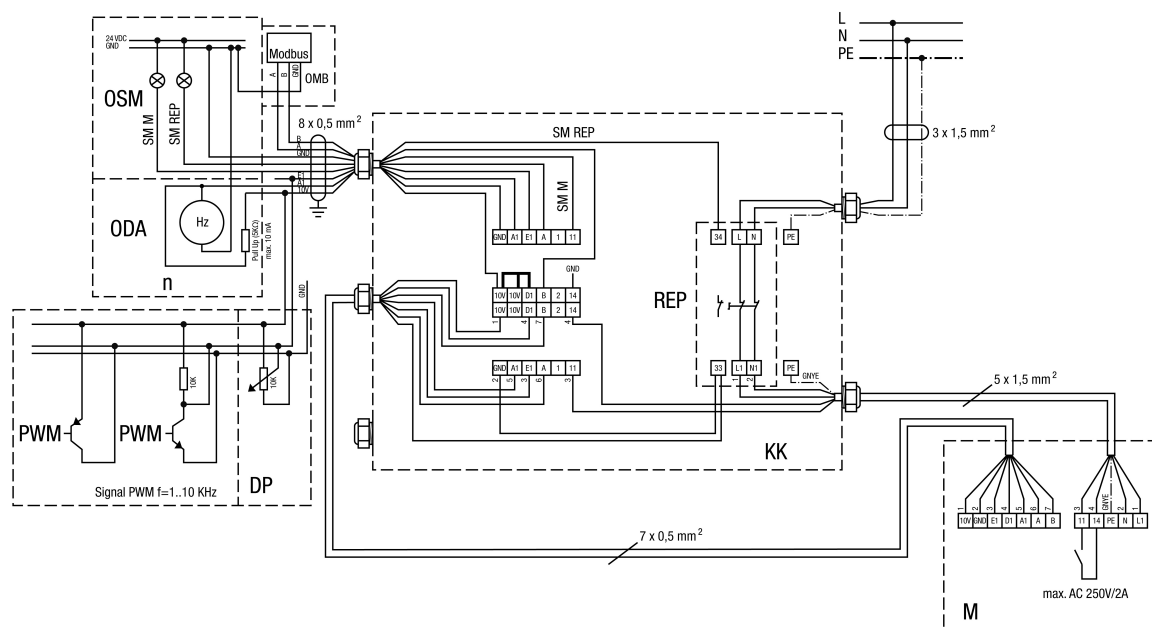 24 VDC
GND
Modbus
A
B
GND
OMB
OSM
SM M
SM REP
8 x 0,5 mm²
B
A
GND
E1
A1
10V
ODA
Hz
Pull Up (5KΩ)
max. 10 mA
n
GND
10K
10K
PWM
PWM
DP
Signal PWM f=1..10 KHz
L
N
PE
3 x 1,5 mm²
SM REP
SM M
GND A1 E1 A 1 11
GND
10V 10V D1 B 2 14
10V 10V D1 B 2 14
1 4 7 4
GND A1 E1 A 1 11
2 5 3 6 3
REP
34 L N PE
33 L1 N1 PE
1 2
GNYE
KK
5 x 1,5 mm²
7 x 0,5 mm²
1 2 3 4 5 6 7
10V GND E1 D1 A1 A B
3 4 GNYE 2 1
11 14 PE N L1
max. AC 250V/2A
M